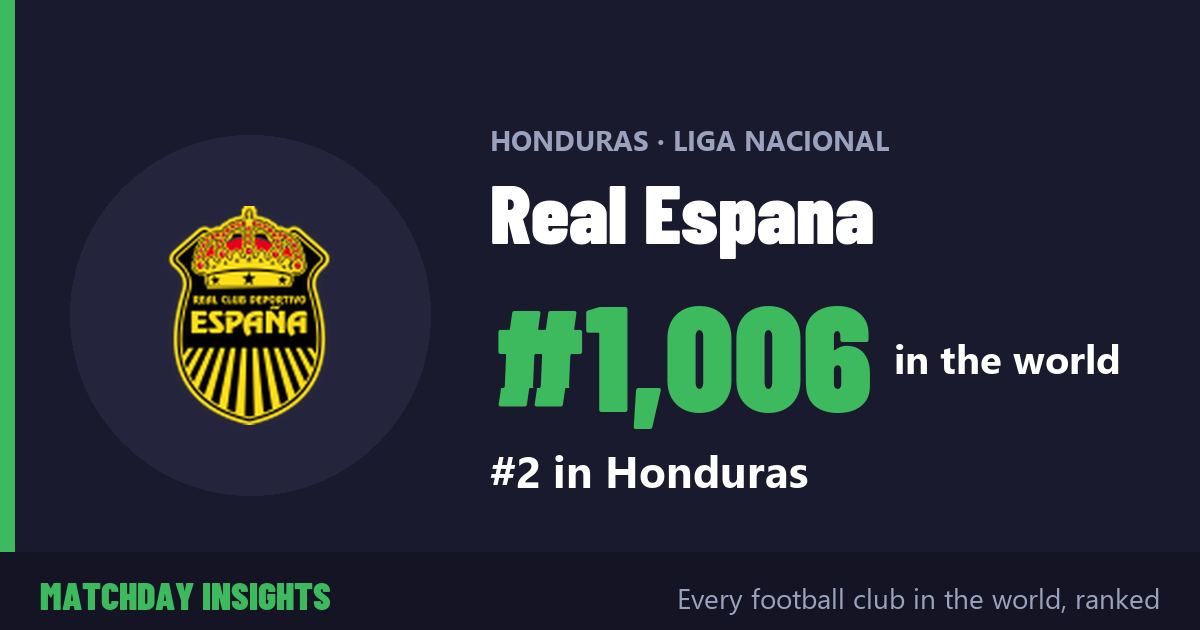 HONDURAS · LIGA NACIONAL
Real Espana
#1,006 in the world
#2 in Honduras
REAL CLUB DEPORTIVO
ESPAÑA
MATCHDAY INSIGHTS
Every football club in the world, ranked